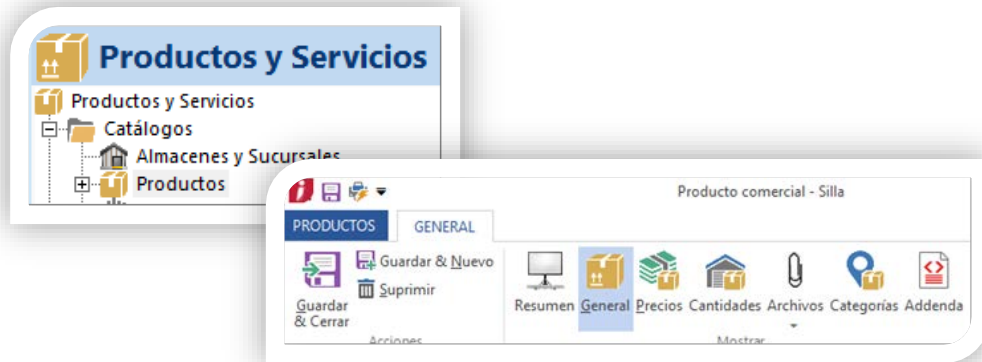 Productos y Servicios
Productos y Servicios
Catálogos
Almacenes y Sucursales
Productos
Producto comercial - Silla
PRODUCTOS GENERAL
Guardar & Cerrar
Guardar & Nuevo
Suprimir
Acciones
Resumen General Precios Cantidades Archivos Categorías Addenda
Mostrar